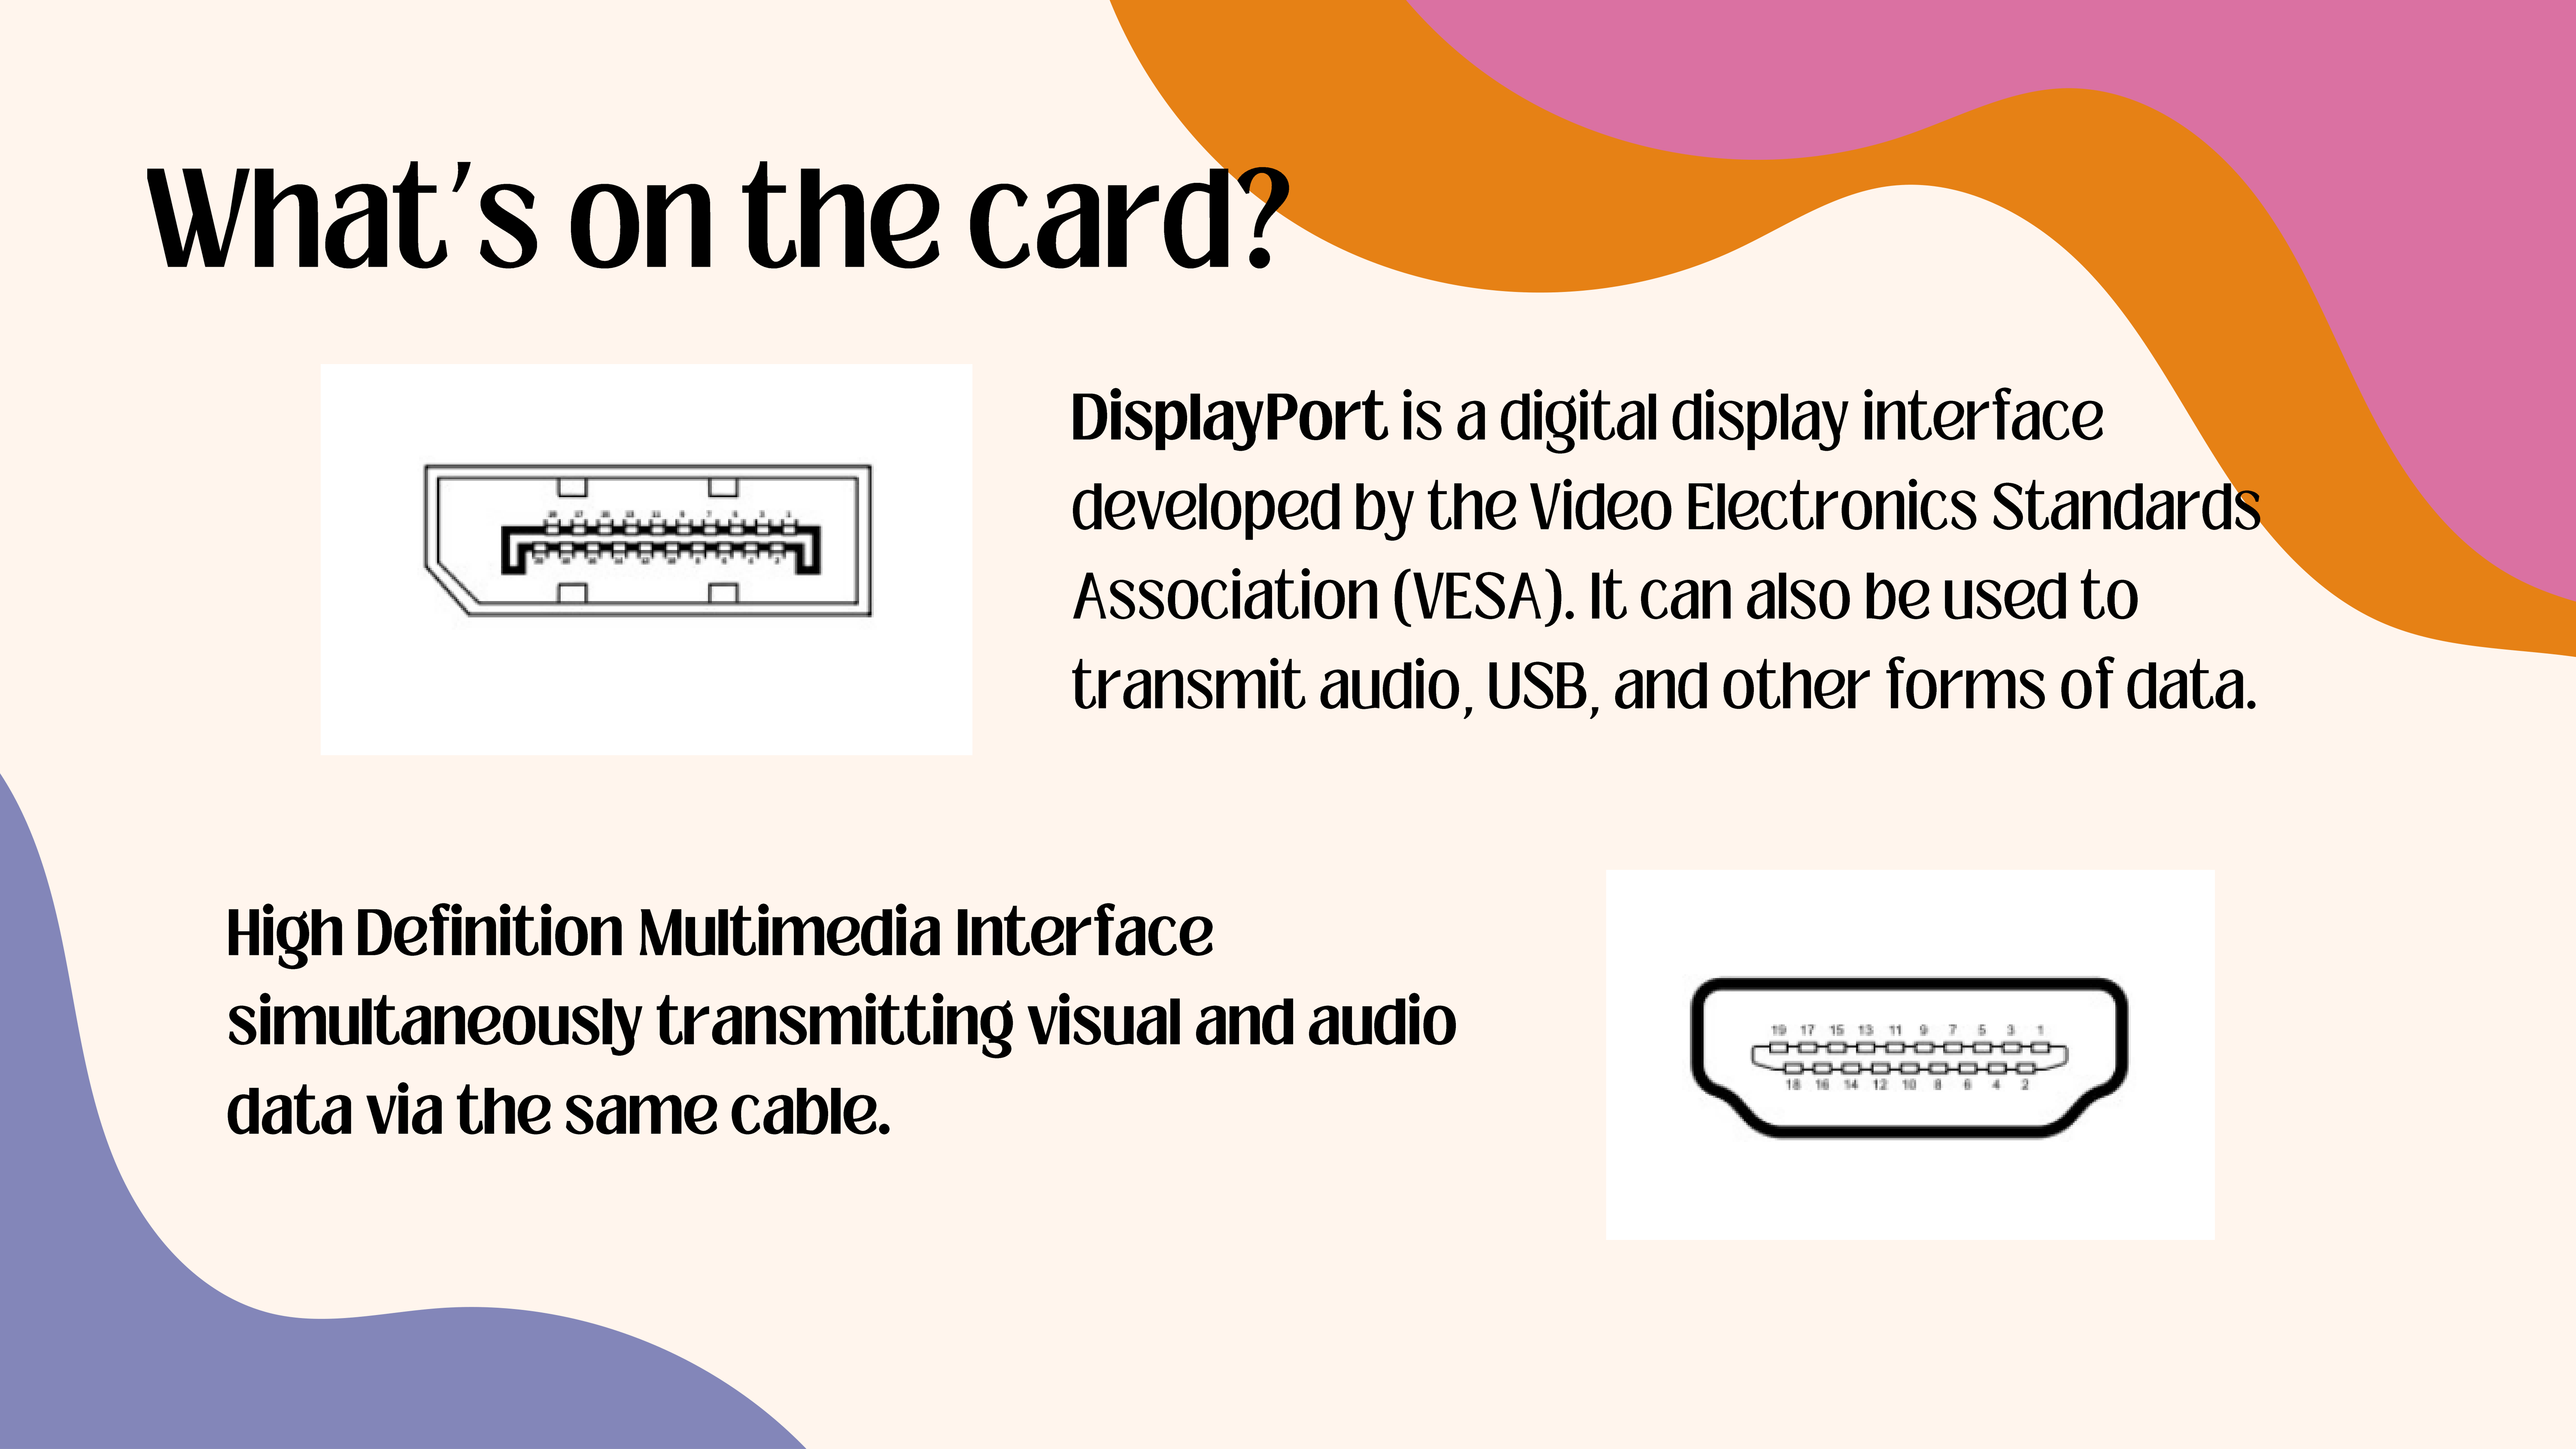 What's on the card?
DisplayPort is a digital display interface
developed by the Video Electronics Standards
Association (VESA). It can also be used to
transmit audio, USB, and other forms of data.
High Definition Multimedia Interface
simultaneously transmitting visual and audio
data via the same cable.
19 17 15 13 11 9 7 5 3 1
18 16 14 12 10 8 6 4 2